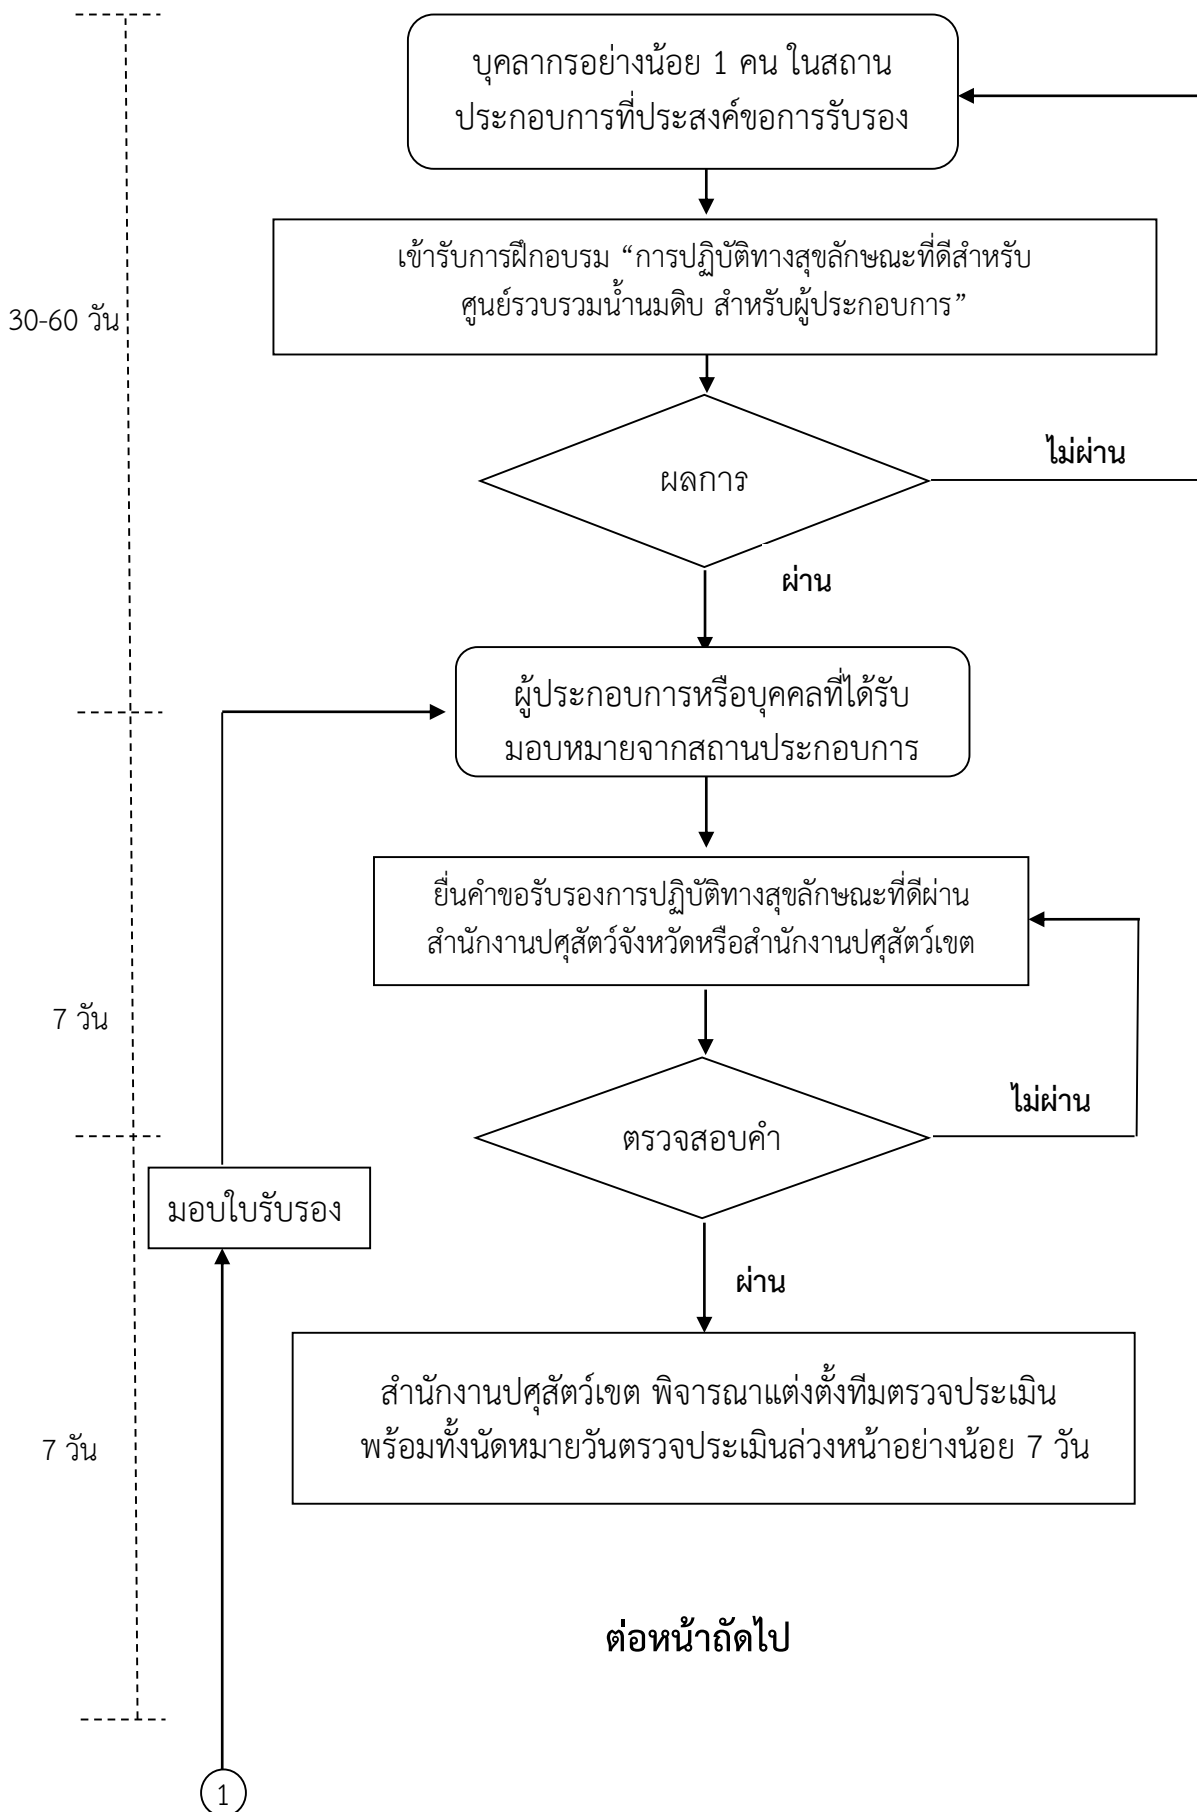 บุคลากรอย่างน้อย 1 คน ในสถาน
ประกอบการที่ประสงค์ขอการรับรอง
เข้ารับการฝึกอบรม “การปฏิบัติทางสุขลักษณะที่ดีสำหรับ
ศูนย์รวบรวมน้ำนมดิบ สำหรับผู้ประกอบการ”
30-60 วัน
ผลการ
ไม่ผ่าน
ผ่าน
ผู้ประกอบการหรือบุคคลที่ได้รับ
มอบหมายจากสถานประกอบการ
ยื่นคำขอรับรองการปฏิบัติทางสุขลักษณะที่ดีผ่าน
สำนักงานปศุสัตว์จังหวัดหรือสำนักงานปศุสัตว์เขต
7 วัน
ตรวจสอบคำ
ไม่ผ่าน
มอบใบรับรอง
ผ่าน
สำนักงานปศุสัตว์เขต พิจารณาแต่งตั้งทีมตรวจประเมิน
พร้อมทั้งนัดหมายวันตรวจประเมินล่วงหน้าอย่างน้อย 7 วัน
7 วัน
ต่อหน้าถัดไป
1